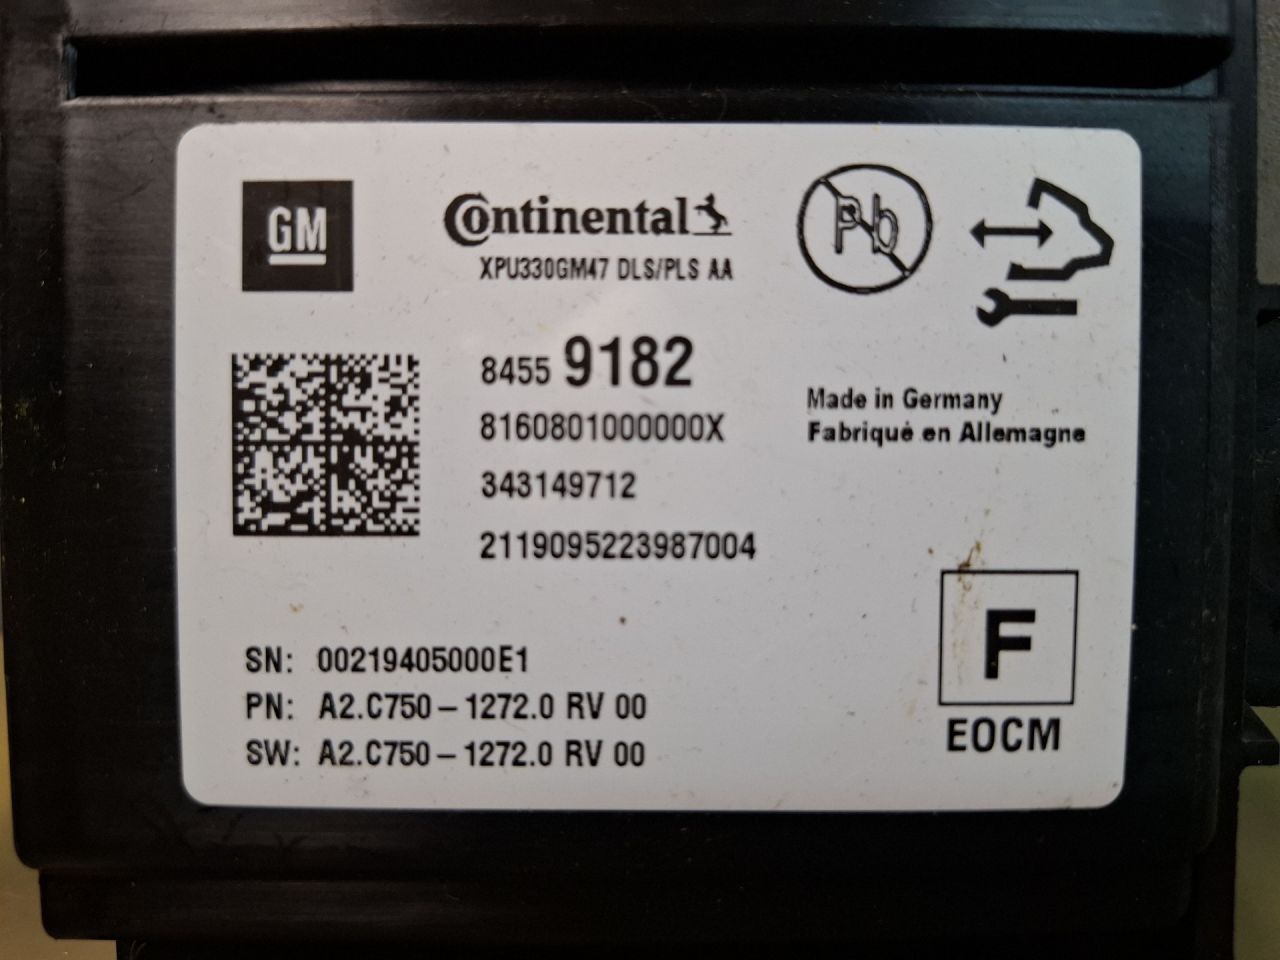 GM
Continental
XPU330GM47 DLS/PLS AA
Pb
8455 9182
8160801000000X
343149712
2119095223987004
Made in Germany
Fabriqué en Allemagne
SN: 00219405000E1
PN: A2.C750-1272.0 RV 00
SW: A2.C750-1272.0 RV 00
F
EOCM